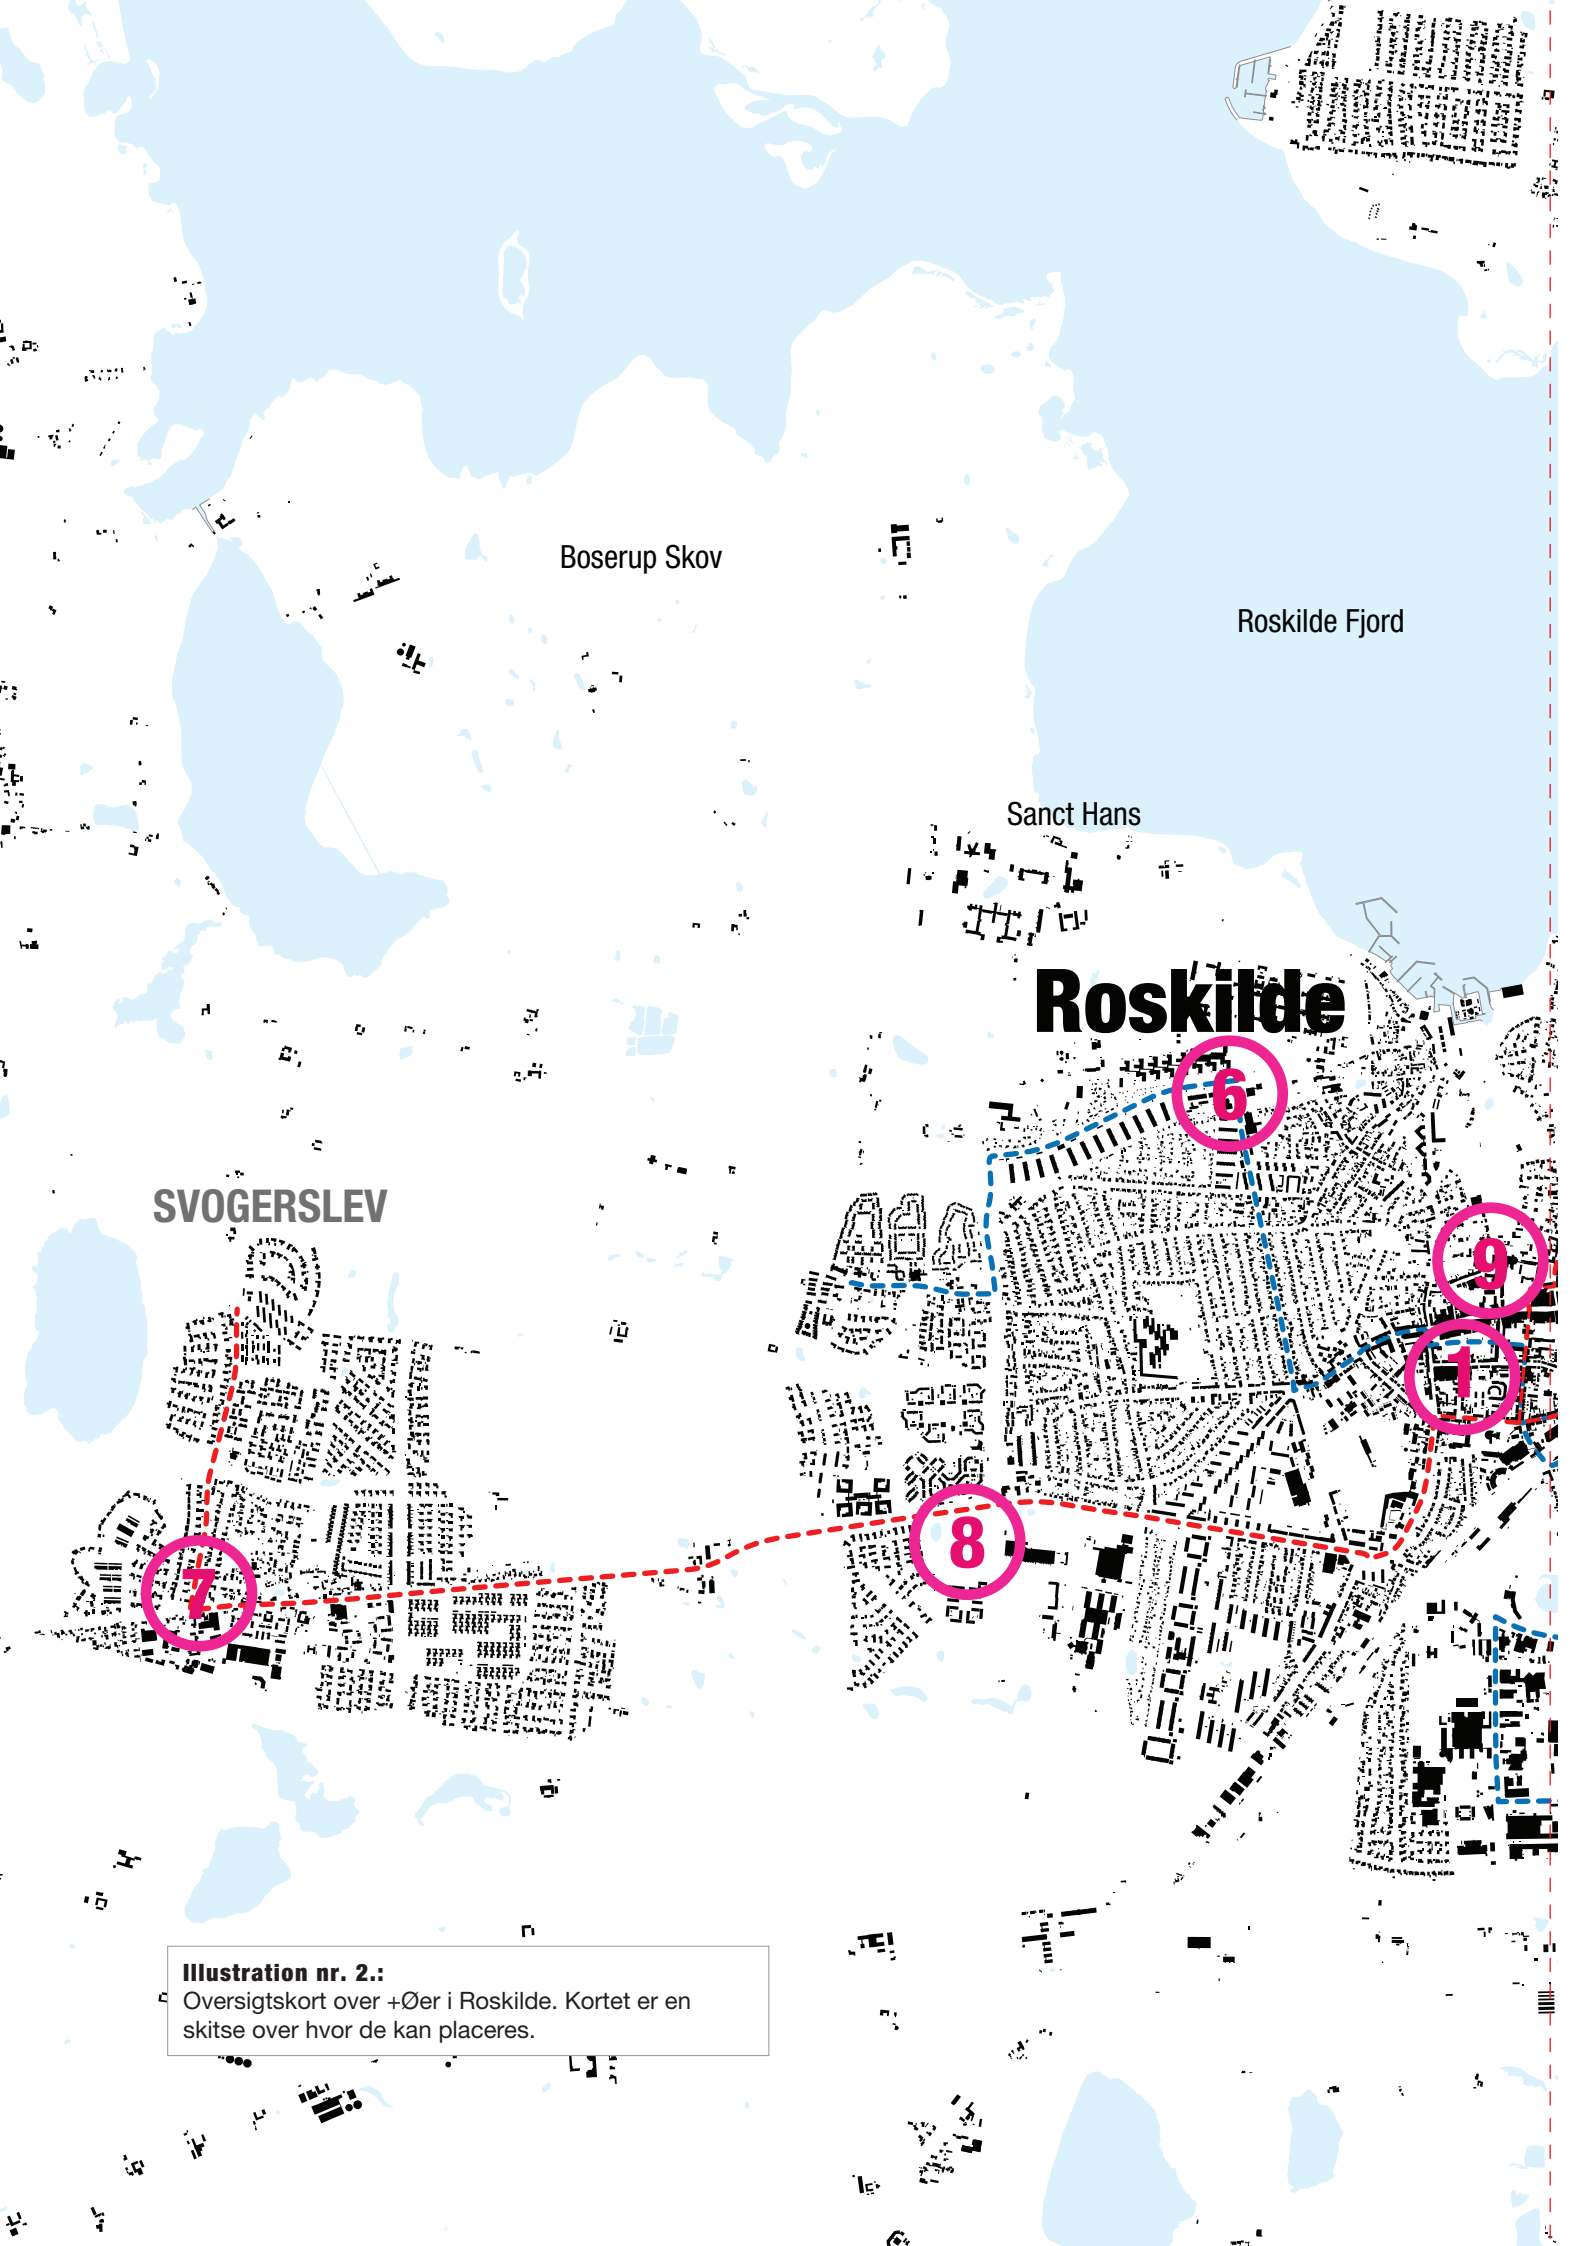 Boserup Skov
Roskilde Fjord
Sanct Hans
Roskilde
6
SVOGERSLEV
9
1
8
7
Illustration nr. 2.:
Oversigtskort over +Øer i Roskilde. Kortet er en
skitse over hvor de kan placeres.